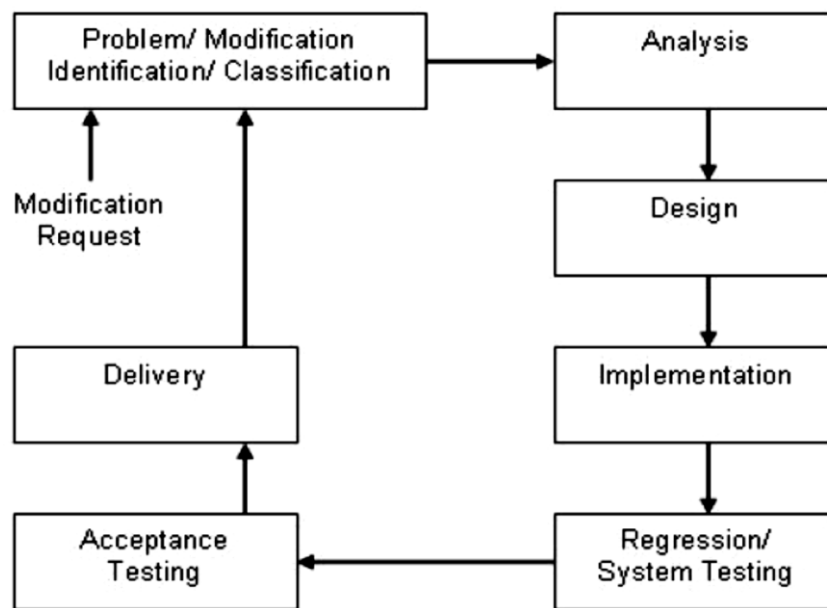 Problem/ Modification
Identification/ Classification
Analysis
Modification
Request
Design
Delivery
Implementation
Acceptance
Testing
Regression/
System Testing